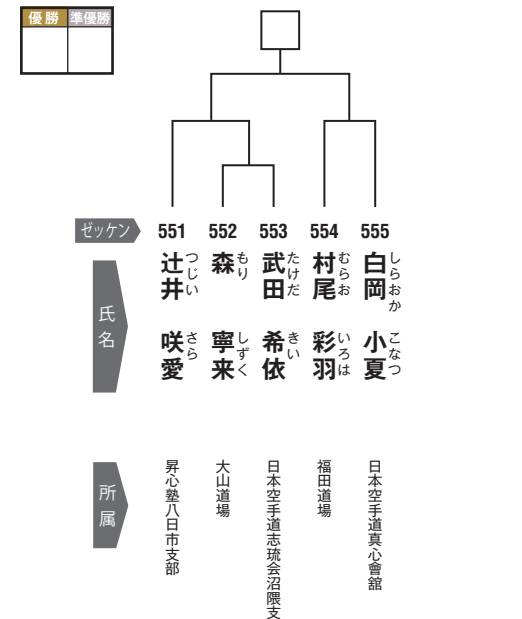 優勝 準優勝
ゼッケン 551 552 553 554 555
氏名
辻井 つじい 咲愛 さら
森 もり 寧来 しずく
武田 たけだ 希依 きい
村尾 むらお 彩羽 いろは
白岡 しらおか 小夏 こなつ
所属
昇心塾八日市支部
大山道場
日本空手道志琉会沼隈支
福田道場
日本空手道真心會舘